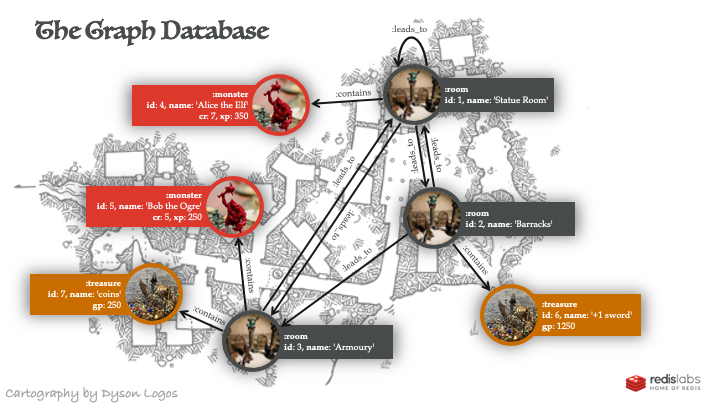 The Graph Database
:leads_to
:monster
id: 4, name: 'Alice the Elf'
cr: 7, xp: 350
:contains
:room
id: 1, name: 'Statue Room'
:leads_to
:leads_to
:leads_to
:monster
id: 5, name: 'Bob the Ogre'
cr: 5, xp: 250
:leads_to
:room
id: 2, name: 'Barracks'
:leads_to
:contains
:contains
:treasure
id: 7, name: 'coins'
gp: 250
:contains
:treasure
id: 6, name: '+1 sword'
gp: 1250
:room
id: 3, name: 'Armoury'
redislabs
HOME OF REDIS
Cartography by Dyson Logos